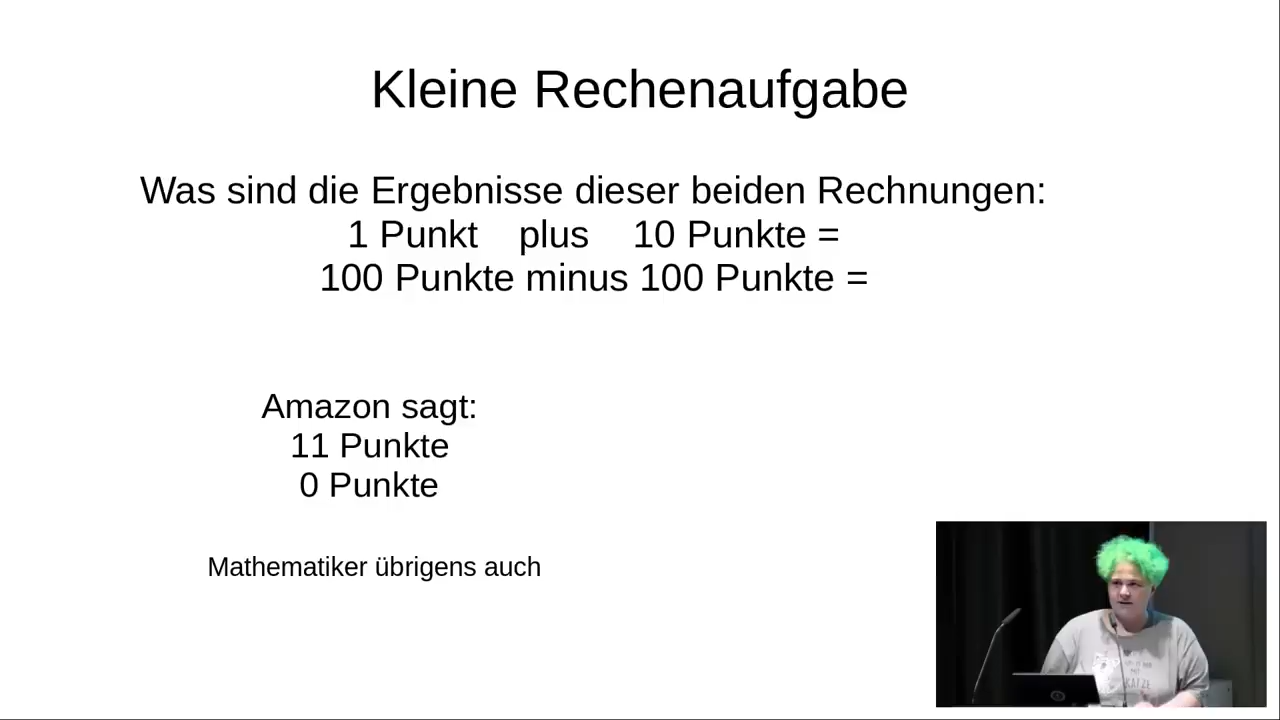 Kleine Rechenaufgabe
Was sind die Ergebnisse dieser beiden Rechnungen:
1 Punkt plus 10 Punkte =
100 Punkte minus 100 Punkte =
Amazon sagt:
11 Punkte
0 Punkte
Mathematiker übrigens auch
KATZE